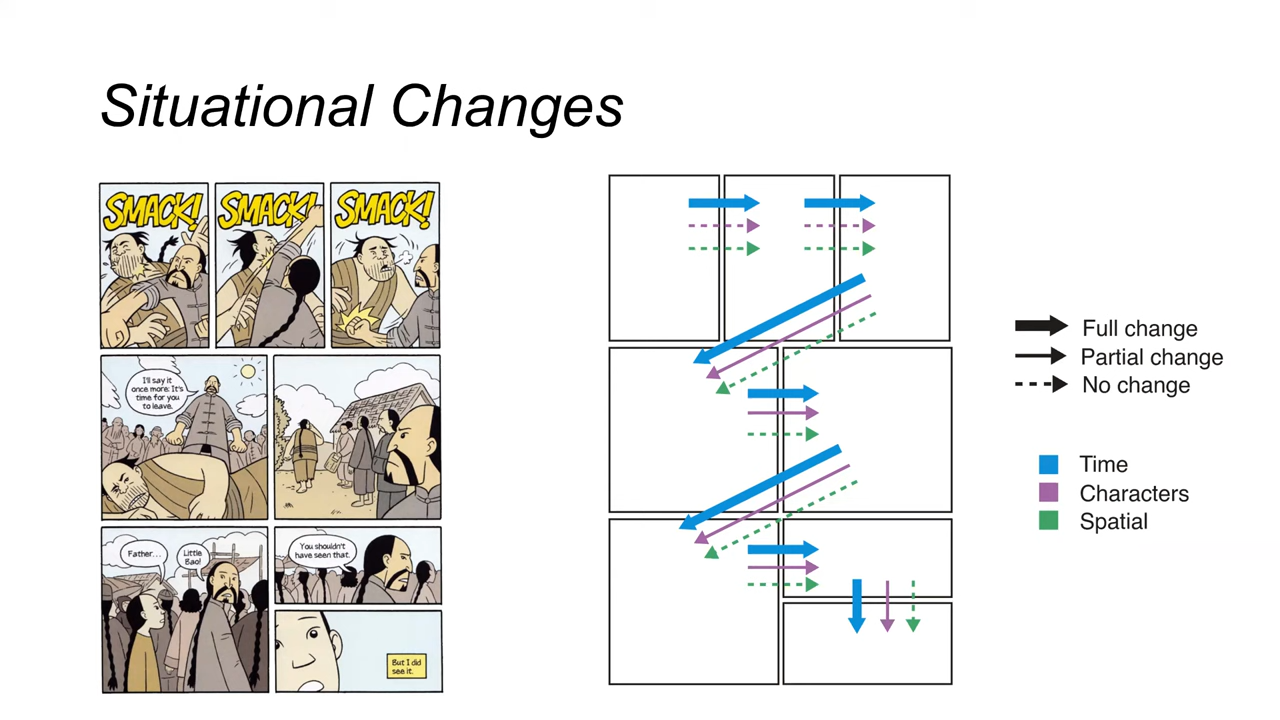 Situational Changes
SMACK!
SMACK!
SMACK!
I'll say it
once more: It's
time for you
to leave.
Father...
Little
Bao!
You shouldn't
have seen that.
But I did
see it.
Full change
Partial change
No change
Time
Characters
Spatial